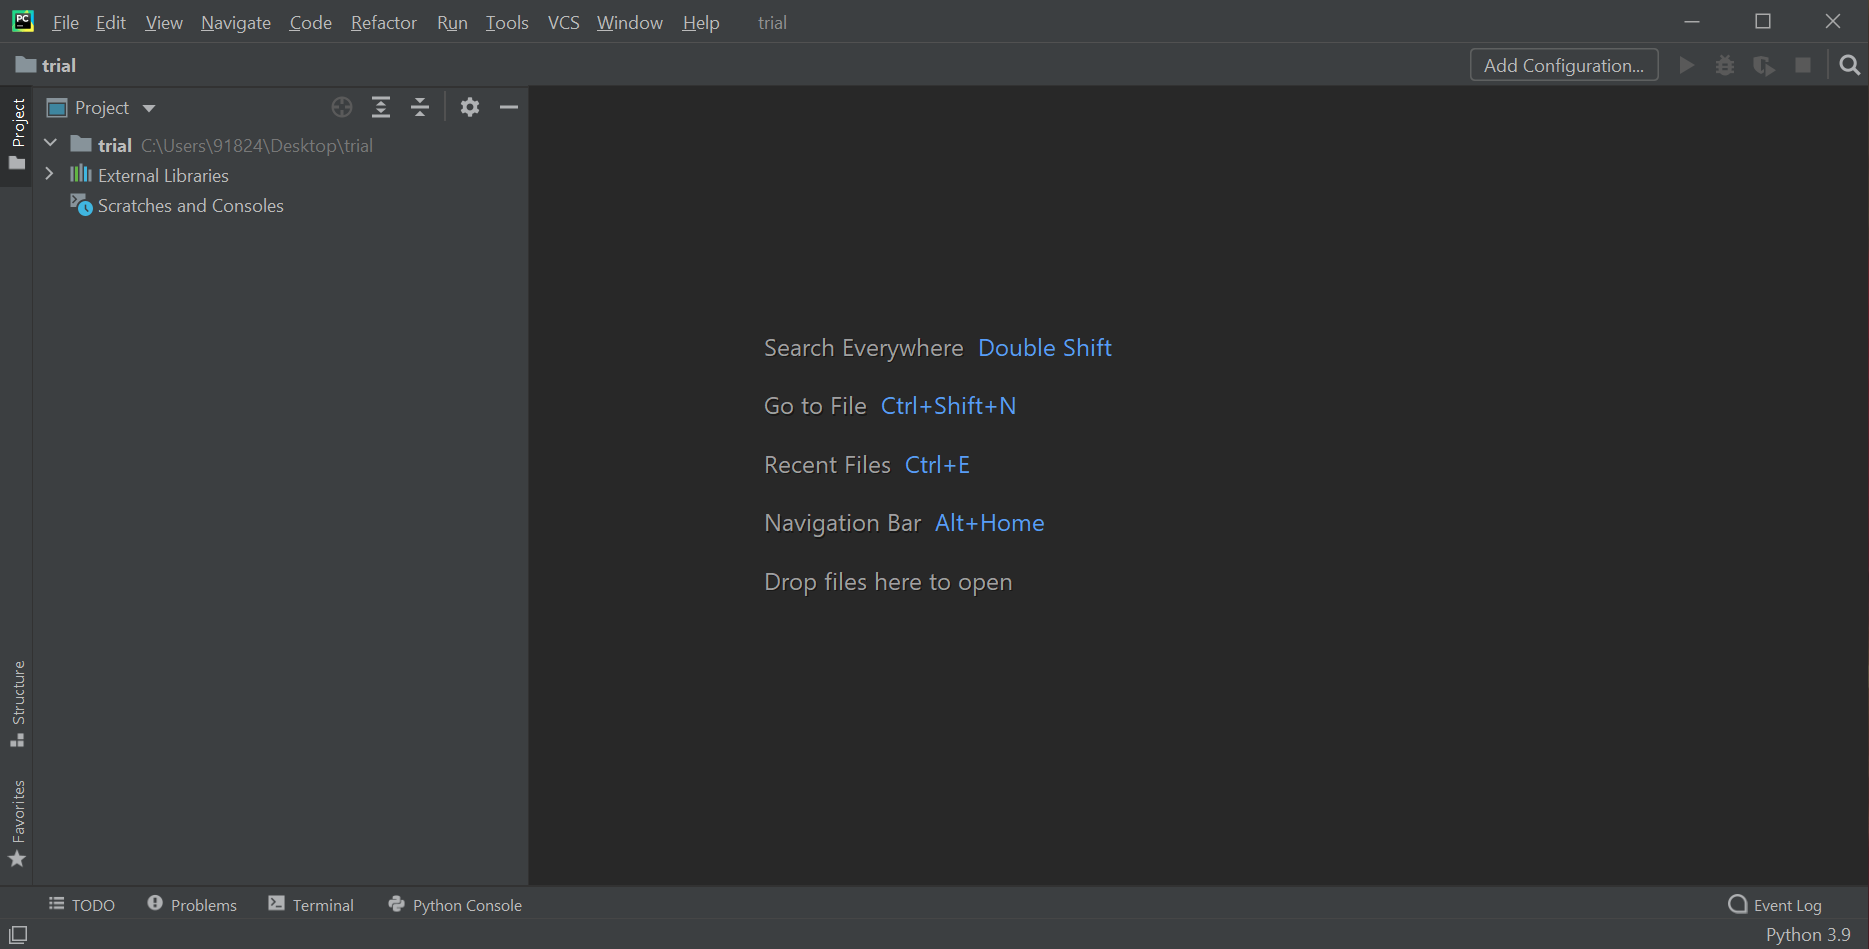 PC File Edit View Navigate Code Refactor Run Tools VCS Window Help trial
trial Add Configuration...
Project
Project
trial C:\Users\91824\Desktop\trial
External Libraries
Scratches and Consoles
Search Everywhere Double Shift
Go to File Ctrl+Shift+N
Recent Files Ctrl+E
Navigation Bar Alt+Home
Drop files here to open
Structure
Favorites
TODO Problems Terminal Python Console Event Log
Python 3.9